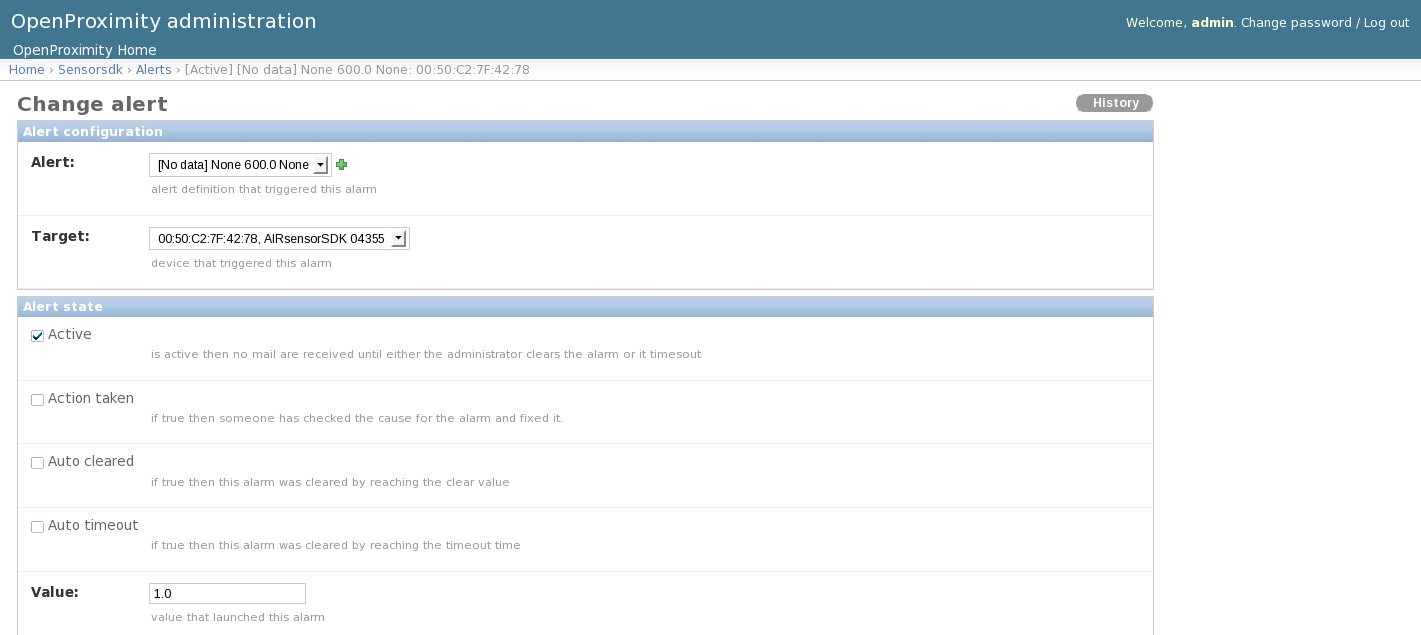 OpenProximity administration
Welcome, admin. Change password / Log out
OpenProximity Home
Home › Sensorsdk › Alerts › [Active] [No data] None 600.0 None: 00:50:C2:7F:42:78
Change alert
History
Alert configuration
Alert: [No data] None 600.0 None
alert definition that triggered this alarm
Target: 00:50:C2:7F:42:78, AIRsensorSDK 04355
device that triggered this alarm
Alert state
Active
is active then no mail are received until either the administrator clears the alarm or it timesout
Action taken
if true then someone has checked the cause for the alarm and fixed it.
Auto cleared
if true then this alarm was cleared by reaching the clear value
Auto timeout
if true then this alarm was cleared by reaching the timeout time
Value: 1.0
value that launched this alarm